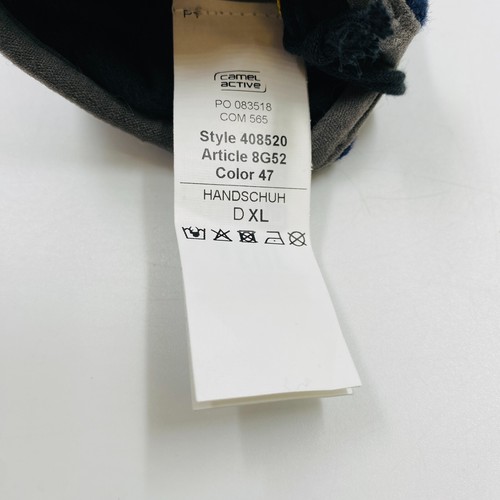 camel
active
PO 083518
COM 565
Style 408520
Article 8G52
Color 47
HANDSCHUH
D XL